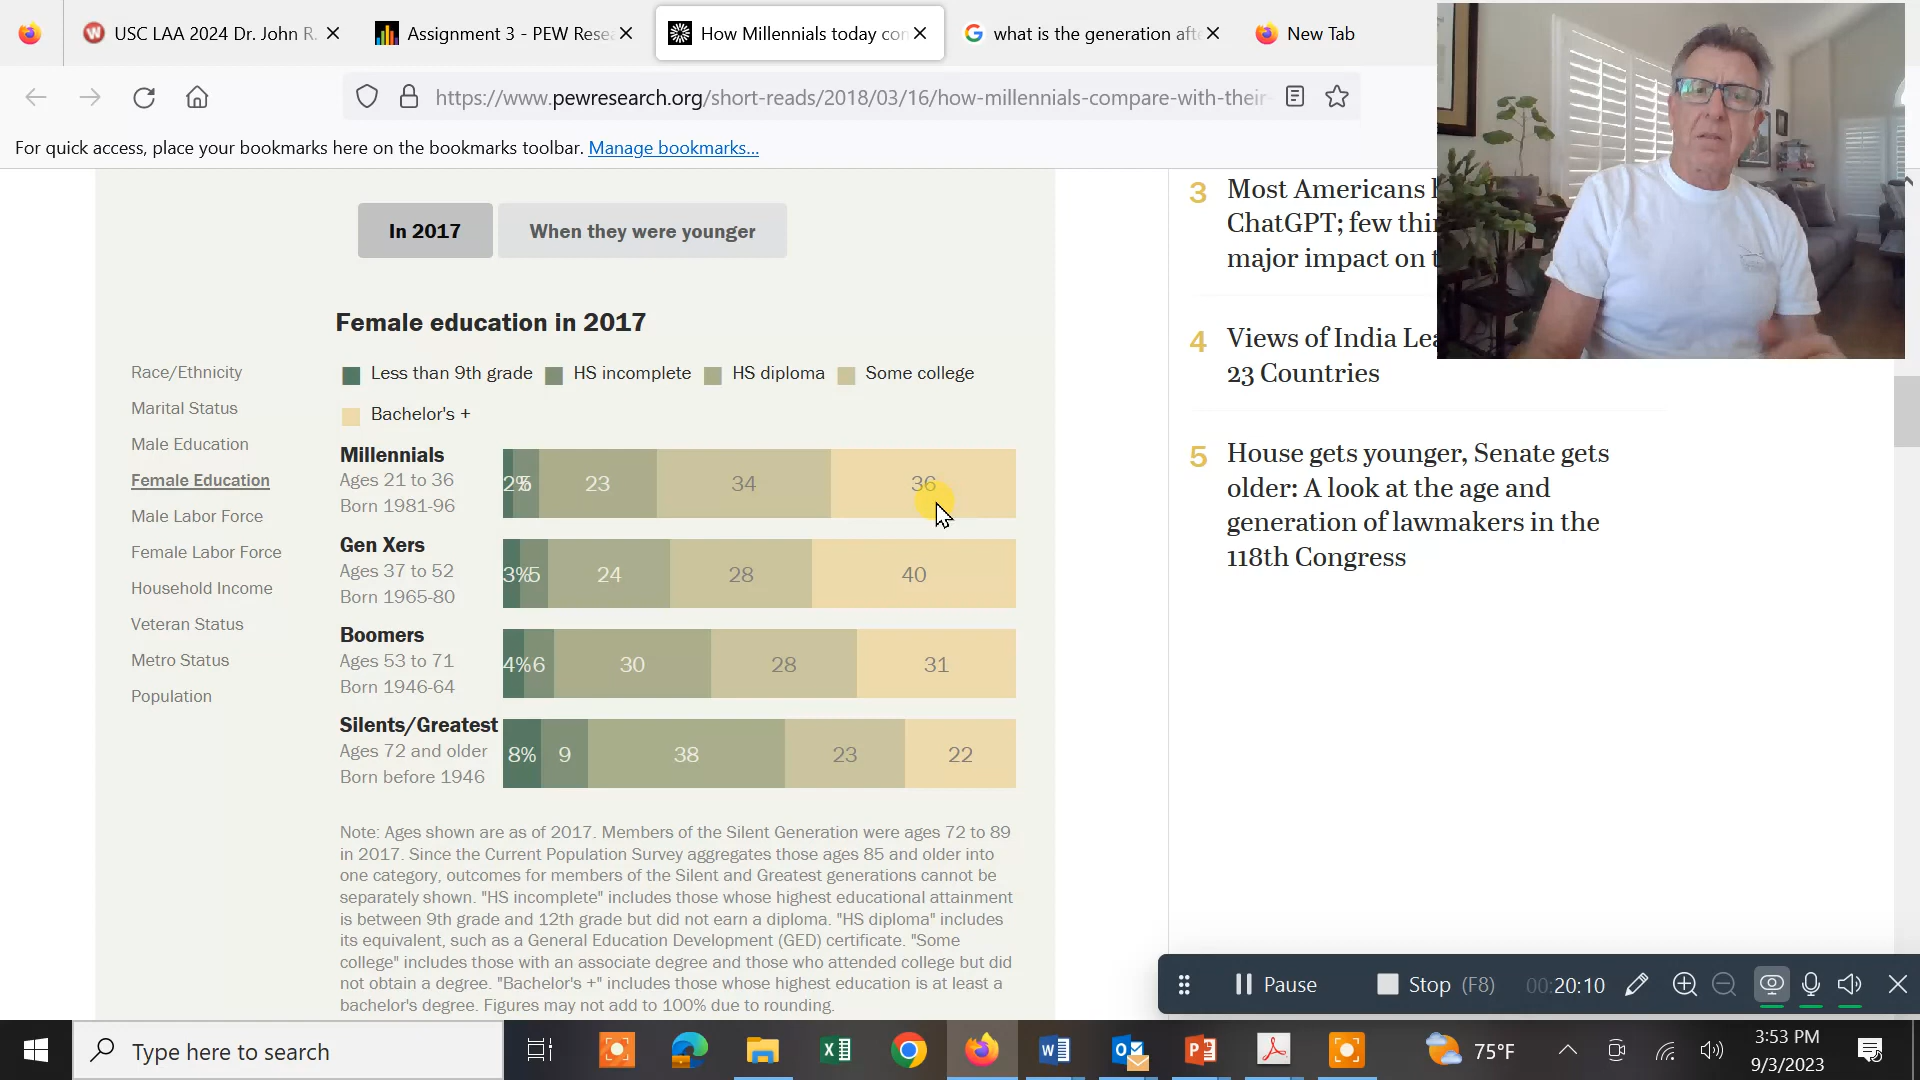 USC LAA 2024 Dr. John R.
Assignment 3 - PEW Rese
How Millennials today co
what is the generation aft
New Tab
https://www.pewresearch.org/short-reads/2018/03/16/how-millennials-compare-with-their-
For quick access, place your bookmarks here on the bookmarks toolbar. Manage bookmarks...
In 2017
When they were younger
Female education in 2017
Less than 9th grade
HS incomplete
HS diploma
Some college
Bachelor's +
Race/Ethnicity
Marital Status
Male Education
Female Education
Male Labor Force
Female Labor Force
Household Income
Veteran Status
Metro Status
Population
Millennials
Ages 21 to 36
Born 1981-96
2% 5 23 34 36
Gen Xers
Ages 37 to 52
Born 1965-80
3% 5 24 28 40
Boomers
Ages 53 to 71
Born 1946-64
4% 6 30 28 31
Silents/Greatest
Ages 72 and older
Born before 1946
8% 9 38 23 22
Note: Ages shown are as of 2017. Members of the Silent Generation were ages 72 to 89
in 2017. Since the Current Population Survey aggregates those ages 85 and older into
one category, outcomes for members of the Silent and Greatest generations cannot be
separately shown. "HS incomplete" includes those whose highest educational attainment
is between 9th grade and 12th grade but did not earn a diploma. "HS diploma" includes
its equivalent, such as a General Education Development (GED) certificate. "Some
college" includes those with an associate degree and those who attended college but did
not obtain a degree. "Bachelor's +" includes those whose highest education is at least a
bachelor's degree. Figures may not add to 100% due to rounding.
3 Most Americans
ChatGPT; few thi
major impact on
4 Views of India Lea
23 Countries
5 House gets younger, Senate gets
older: A look at the age and
generation of lawmakers in the
118th Congress
Pause
Stop (F8)
00:20:10
Type here to search
75°F
3:53 PM
9/3/2023